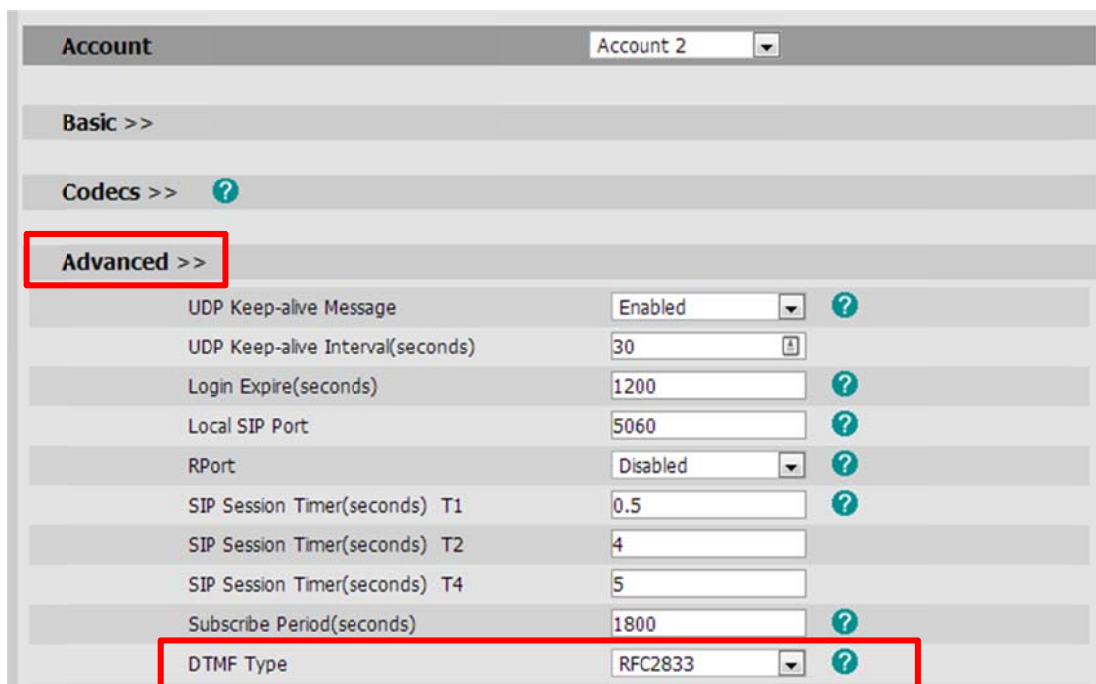 Account Account 2
Basic >>
Codecs >> ?
Advanced >>
UDP Keep-alive Message Enabled ?
UDP Keep-alive Interval(seconds) 30
Login Expire(seconds) 1200 ?
Local SIP Port 5060 ?
RPort Disabled ?
SIP Session Timer(seconds) T1 0.5 ?
SIP Session Timer(seconds) T2 4
SIP Session Timer(seconds) T4 5
Subscribe Period(seconds) 1800 ?
DTMF Type RFC2833 ?